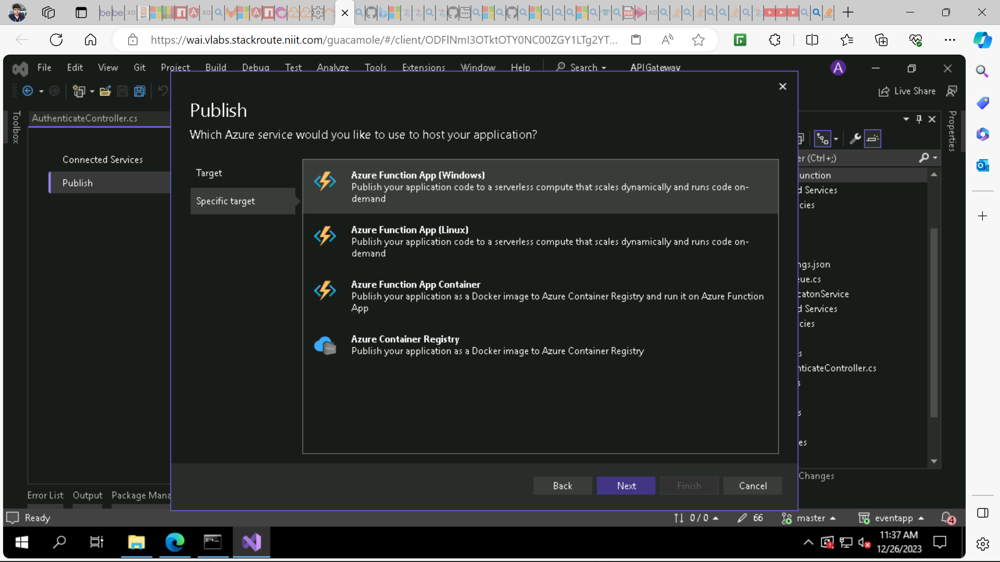 https://wai.vlabs.stackroute.niit.com/guacamole/#/client/ODFlNmI3OTktOTY0NC00ZGY1LTg2YT...
File Edit View Git Project Build Debug Test Analyze Tools Extensions Window Help Search APIGateway
A
Live Share
Toolbox
AuthenticateController.cs
Properties
Connected Services
Publish
Publish
Which Azure service would you like to use to host your application?
Target
Specific target
Azure Function App (Windows)
Publish your application code to a serverless compute that scales dynamically and runs code on-
demand
Azure Function App (Linux)
Publish your application code to a serverless compute that scales dynamically and runs code on-
demand
Azure Function App Container
Publish your application as a Docker image to Azure Container Registry and run it on Azure Function
App
Azure Container Registry
Publish your application as a Docker image to Azure Container Registry
Back Next Finish Cancel
er (Ctrl+;)
unction
d Services
cies
ngs.json
ue.cs
catonService
d Services
cies
s
nticateController.cs
s
s
es
Changes
Error List Output Package Mana
Ready
0 / 0 66 master eventapp 4
11:37 AM
12/26/2023